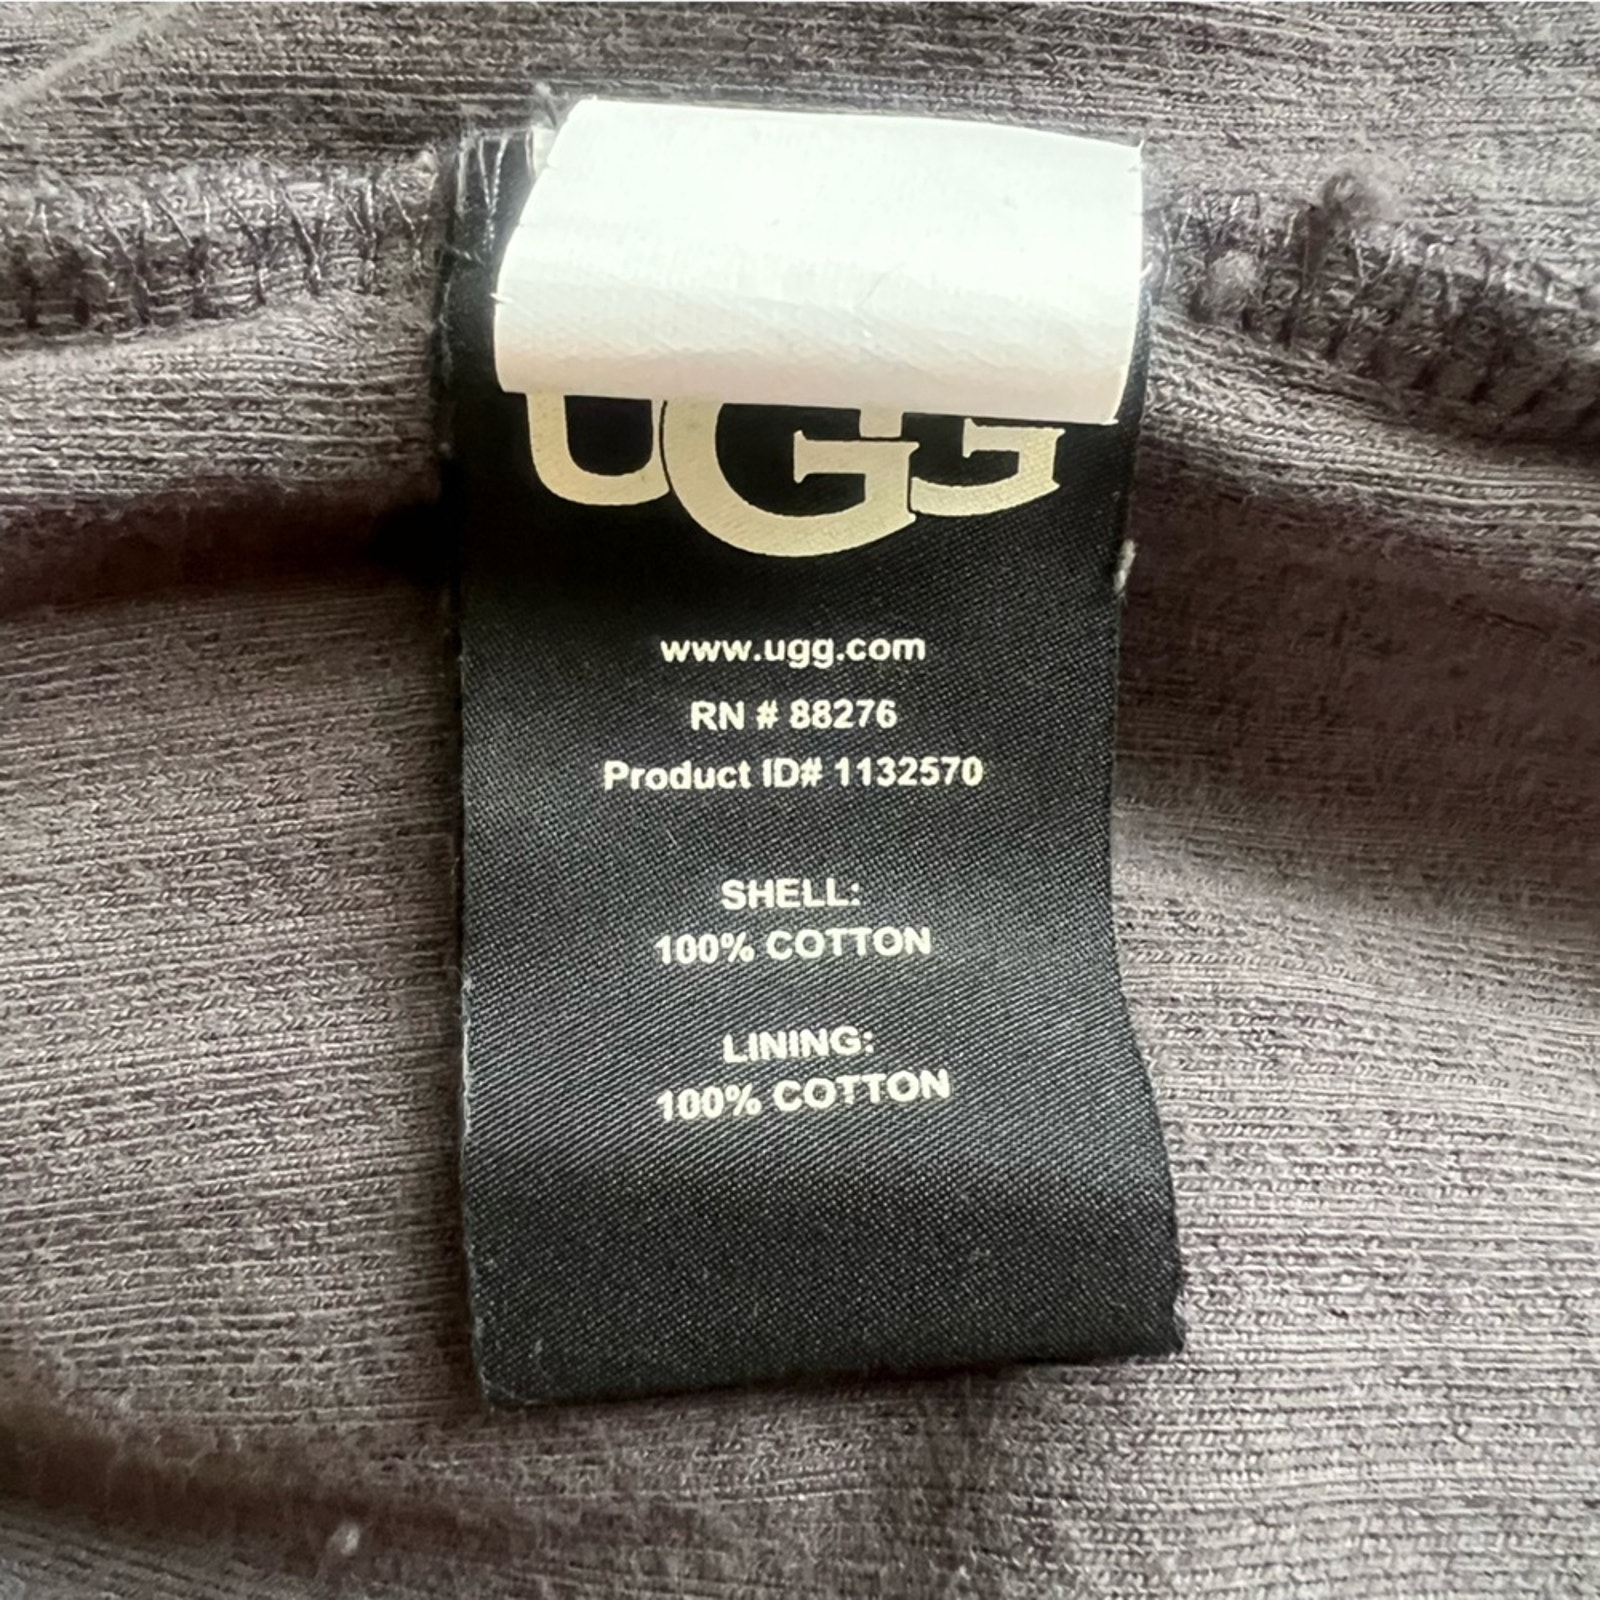 UGG
www.ugg.com
RN # 88276
Product ID# 1132570
SHELL:
100% COTTON
LINING:
100% COTTON